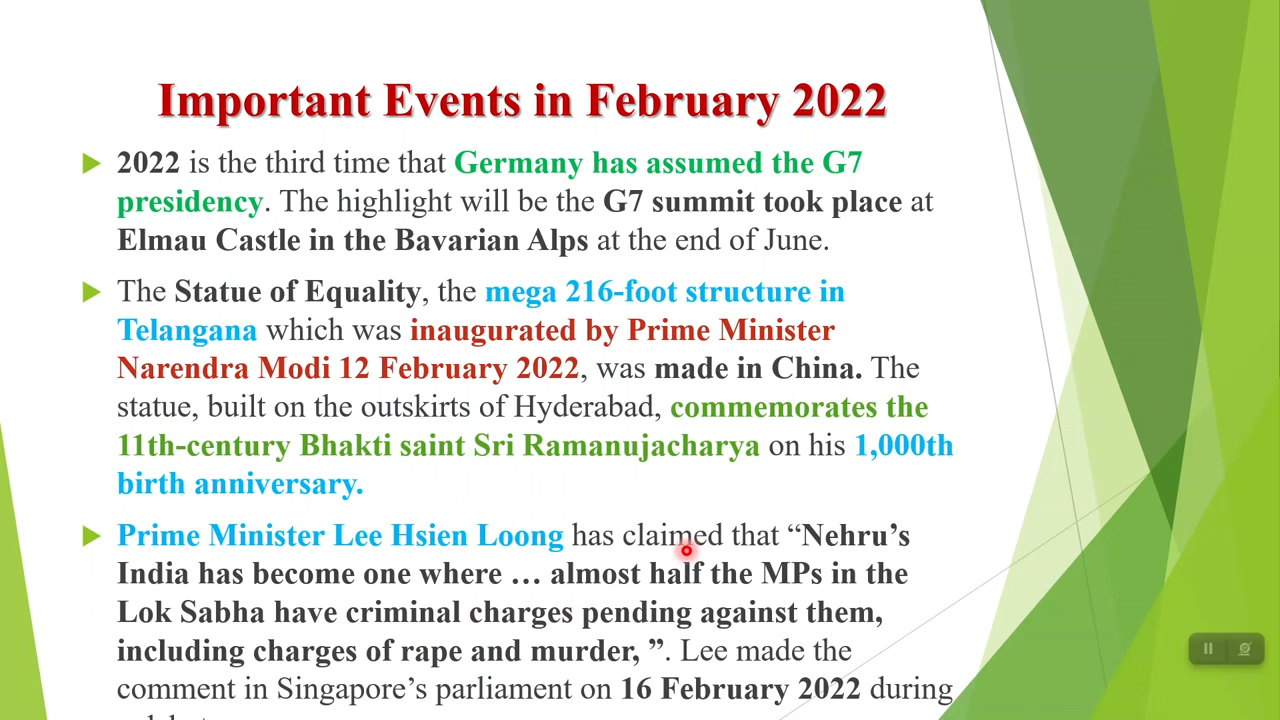 Important Events in February 2022
2022 is the third time that Germany has assumed the G7
presidency. The highlight will be the G7 summit took place at
Elmau Castle in the Bavarian Alps at the end of June.
The Statue of Equality, the mega 216-foot structure in
Telangana which was inaugurated by Prime Minister
Narendra Modi 12 February 2022, was made in China. The
statue, built on the outskirts of Hyderabad, commemorates the
11th-century Bhakti saint Sri Ramanujacharya on his 1,000th
birth anniversary.
Prime Minister Lee Hsien Loong has claimed that “Nehru’s
India has become one where … almost half the MPs in the
Lok Sabha have criminal charges pending against them,
including charges of rape and murder, ”. Lee made the
comment in Singapore’s parliament on 16 February 2022 during